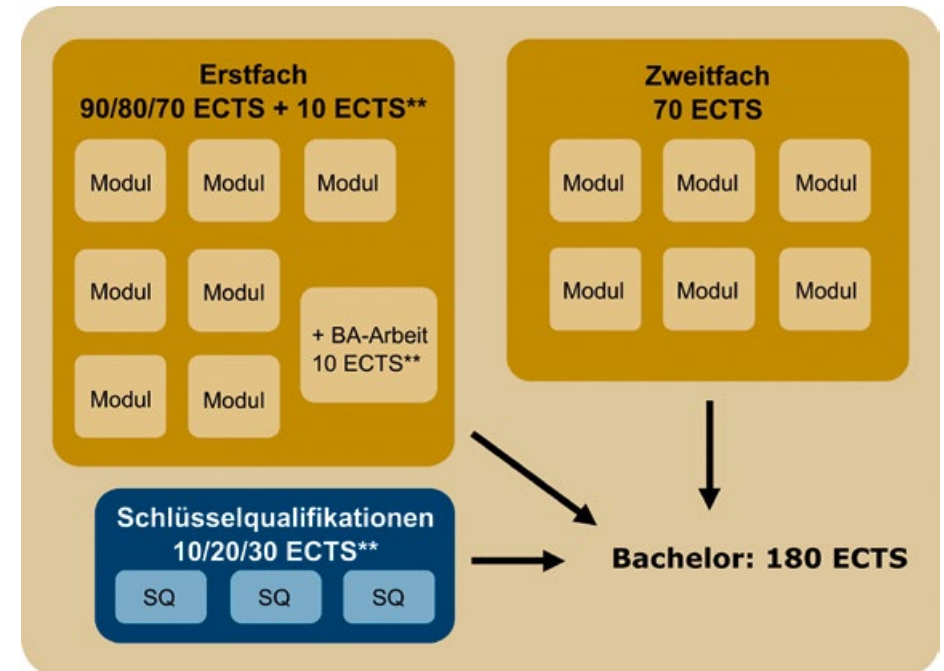 Erstfach
90/80/70 ECTS + 10 ECTS**
Modul Modul Modul
Modul Modul
+ BA-Arbeit
10 ECTS**
Modul Modul
Zweitfach
70 ECTS
Modul Modul Modul
Modul Modul Modul
Schlüsselqualifikationen
10/20/30 ECTS**
SQ SQ SQ
Bachelor: 180 ECTS